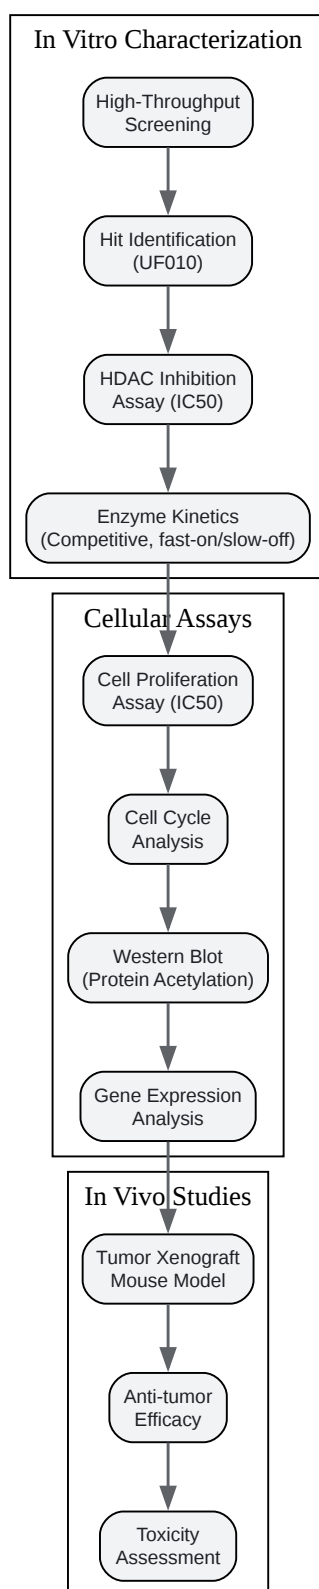 In Vitro Characterization
High-Throughput
Screening
Hit Identification
(UF010)
HDAC Inhibition
Assay (IC50)
Enzyme Kinetics
(Competitive, fast-on/slow-off)
Cellular Assays
Cell Proliferation
Assay (IC50)
Cell Cycle
Analysis
Western Blot
(Protein Acetylation)
Gene Expression
Analysis
In Vivo Studies
Tumor Xenograft
Mouse Model
Anti-tumor
Efficacy
Toxicity
Assessment